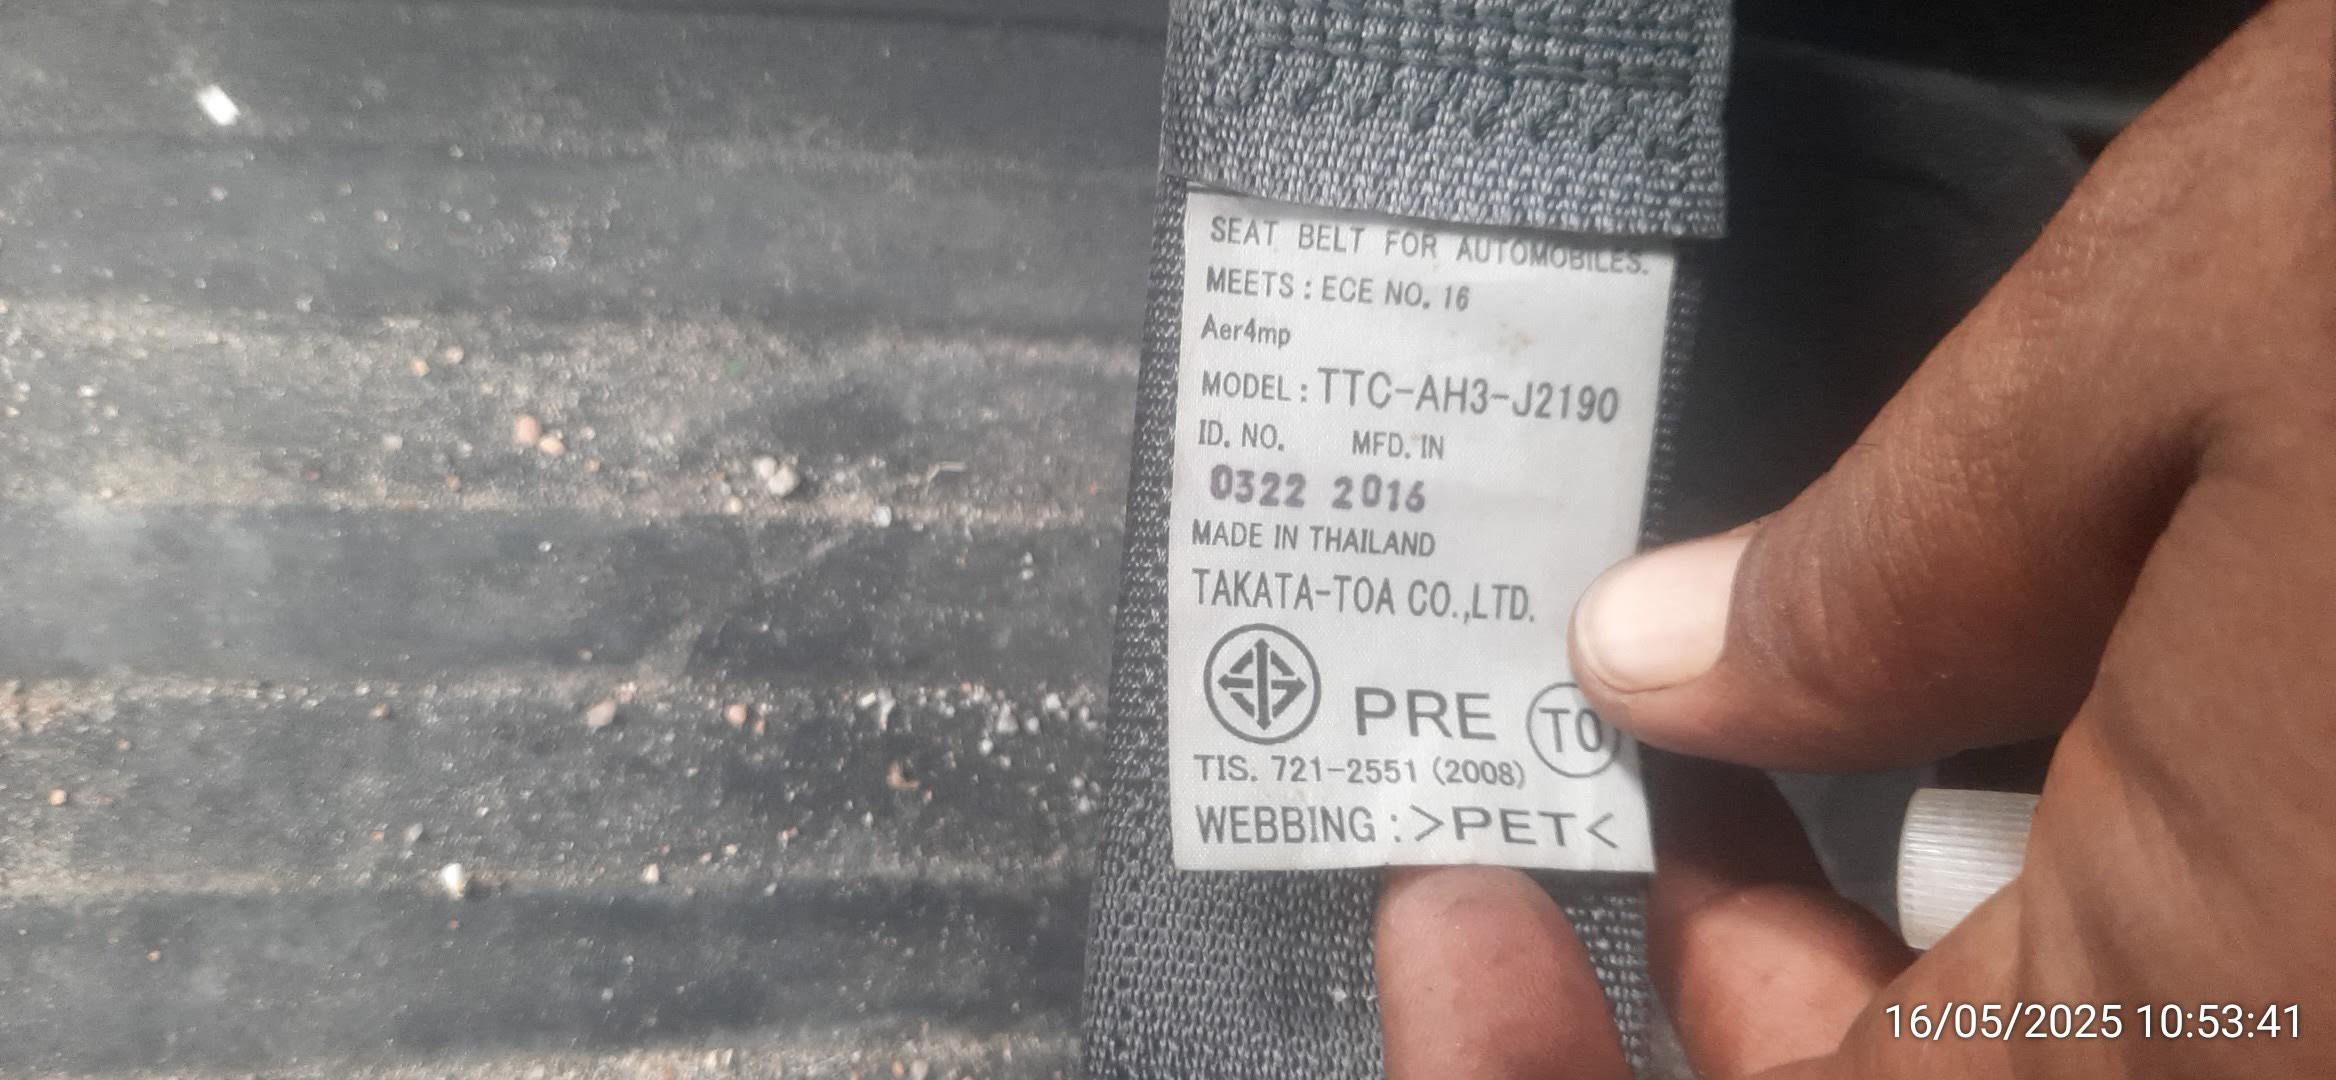 SEAT BELT FOR AUTOMOBILES.
MEETS : ECE NO. 16
Aer4mp
MODEL : TTC-AH3-J2190
ID. NO. MFD. IN
0322 2016
MADE IN THAILAND
TAKATA-TOA CO.,LTD.
PRE TO
TIS. 721-2551 (2008)
WEBBING : >PET<
16/05/2025 10:53:41